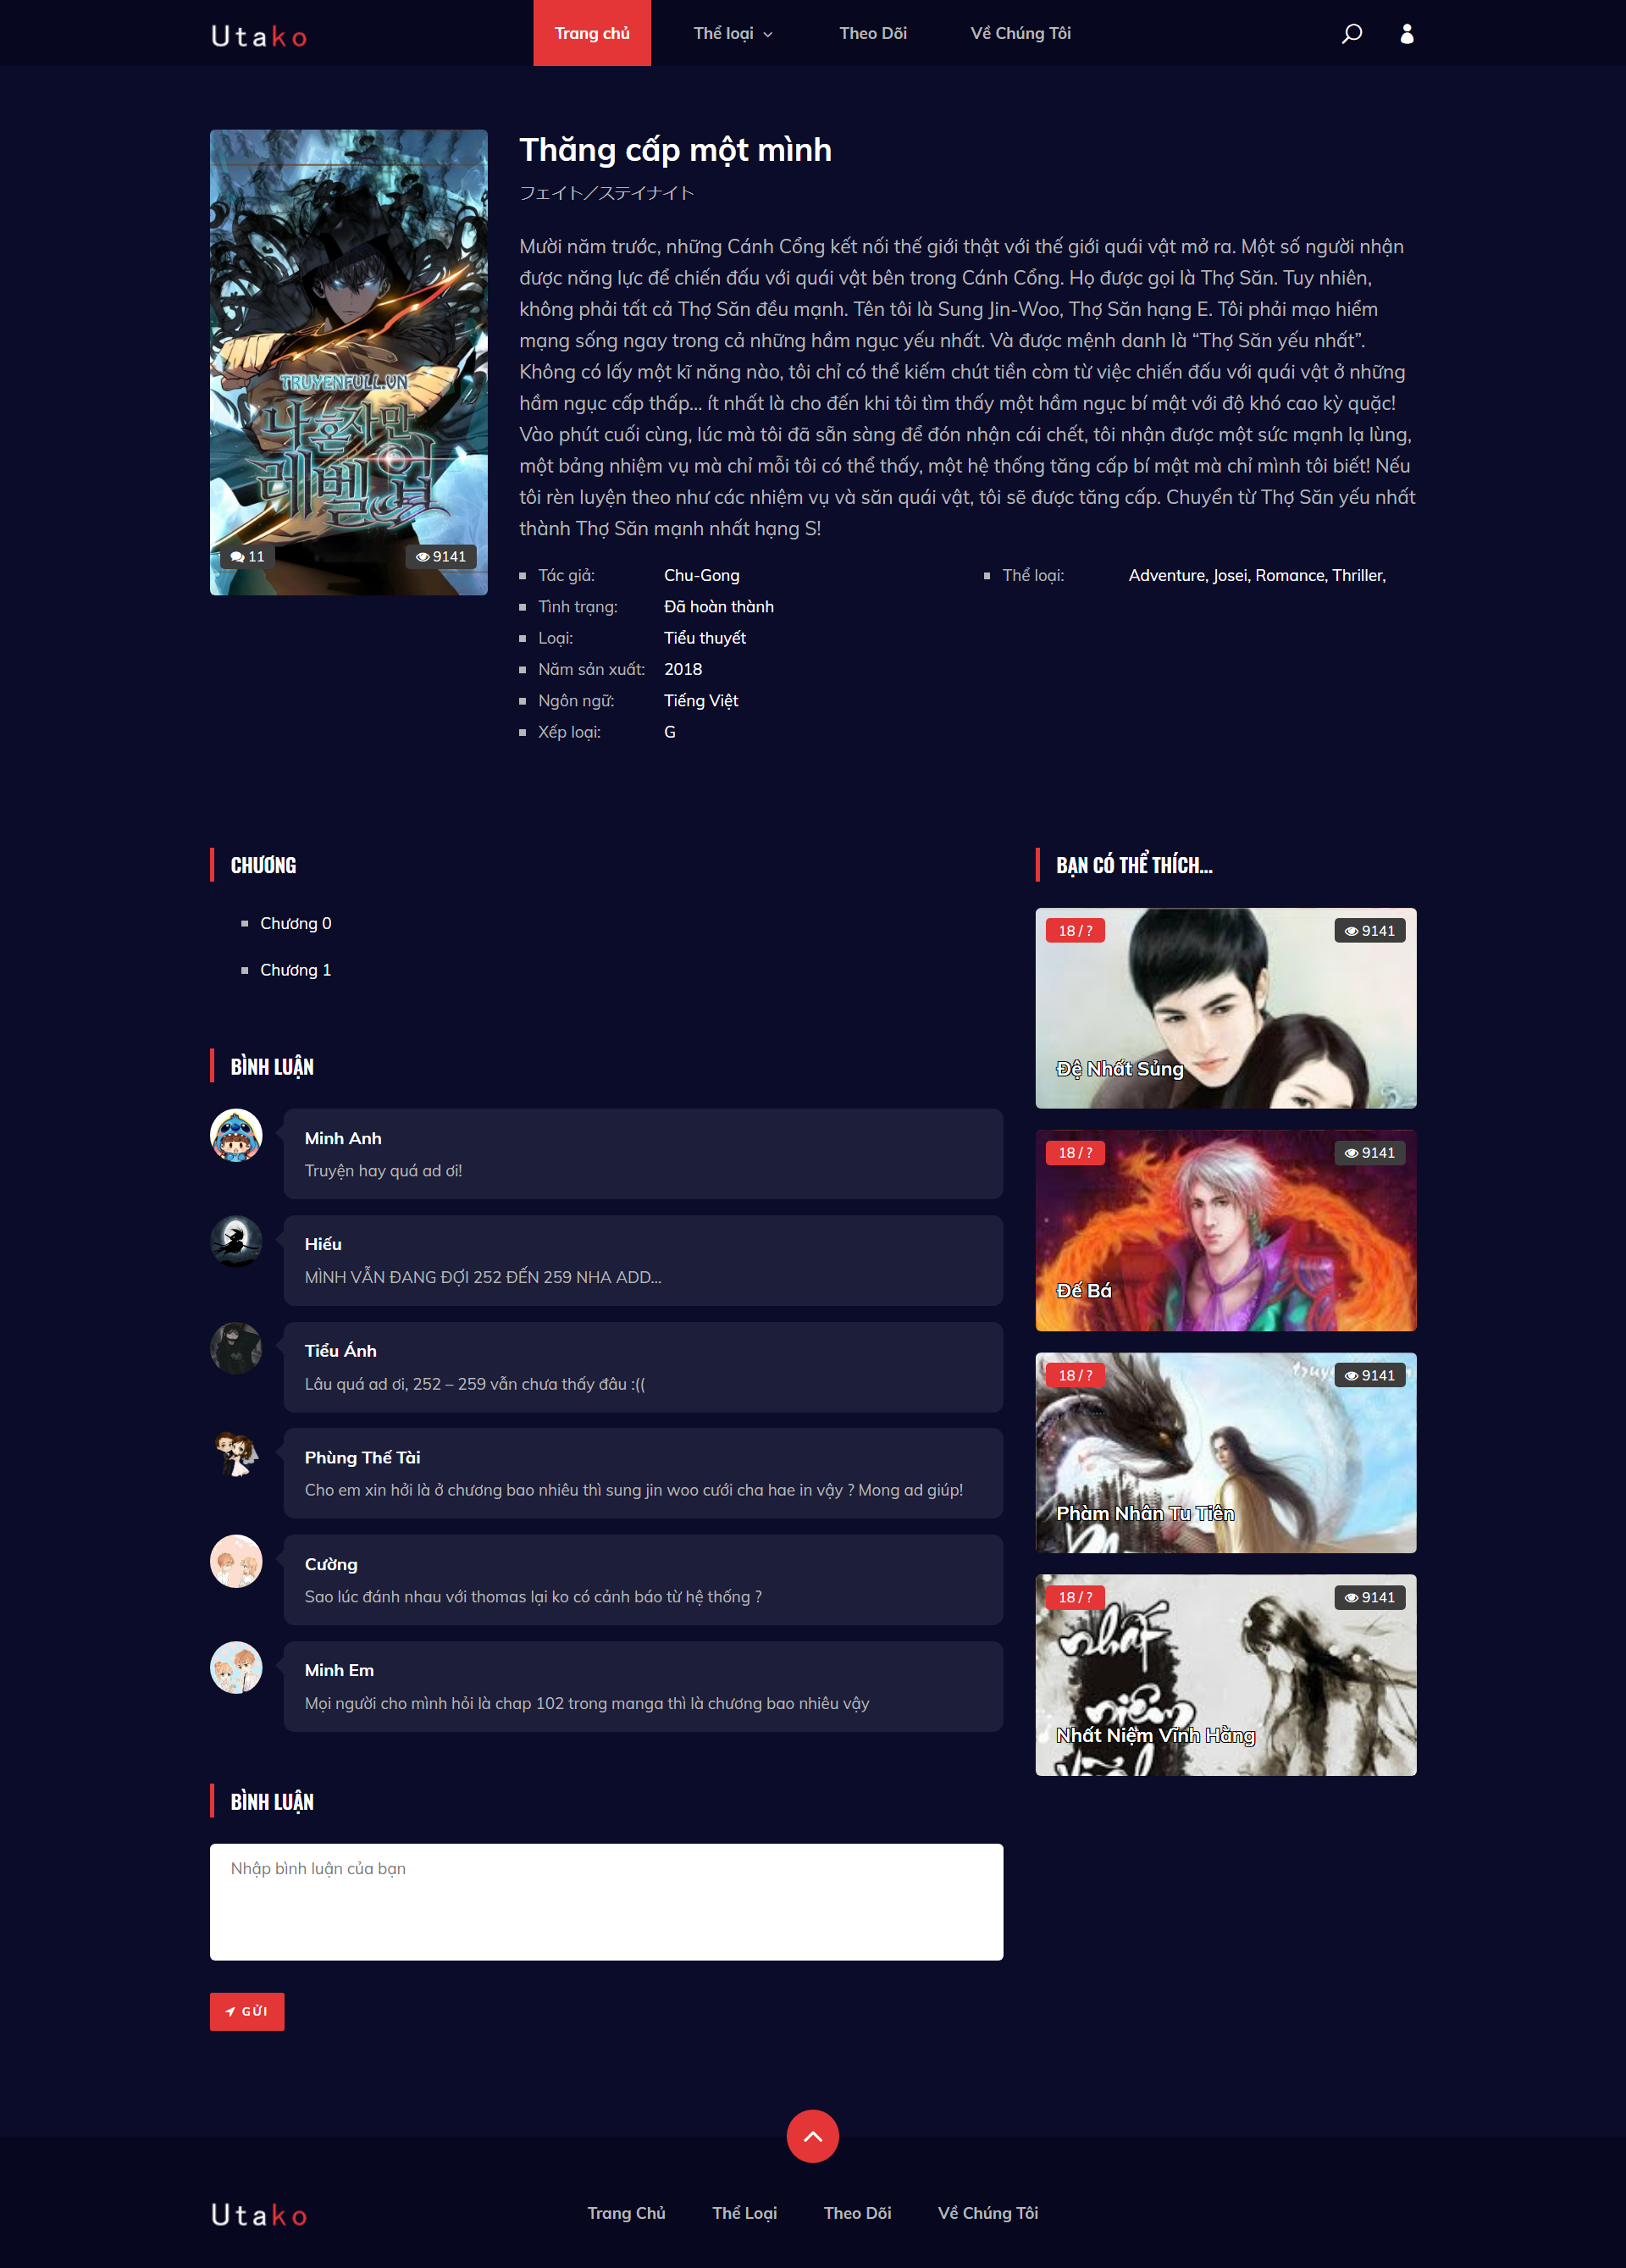 Utako
Trang chủ
Thể loại
Theo Dõi
Về Chúng Tôi
TRUYENFULL.VN
나 혼자만
레벨업
11
9141
Thăng cấp một mình
フェイト／ステイナイト
Mười năm trước, những Cánh Cổng kết nối thế giới thật với thế giới quái vật mở ra. Một số người nhận
được năng lực để chiến đấu với quái vật bên trong Cánh Cổng. Họ được gọi là Thợ Săn. Tuy nhiên,
không phải tất cả Thợ Săn đều mạnh. Tên tôi là Sung Jin-Woo, Thợ Săn hạng E. Tôi phải mạo hiểm
mạng sống ngay trong cả những hầm ngục yếu nhất. Và được mệnh danh là “Thợ Săn yếu nhất”.
Không có lấy một kĩ năng nào, tôi chỉ có thể kiếm chút tiền còm từ việc chiến đấu với quái vật ở những
hầm ngục cấp thấp... ít nhất là cho đến khi tôi tìm thấy một hầm ngục bí mật với độ khó cao kỳ quặc!
Vào phút cuối cùng, lúc mà tôi đã sẵn sàng để đón nhận cái chết, tôi nhận được một sức mạnh lạ lùng,
một bảng nhiệm vụ mà chỉ mỗi tôi có thể thấy, một hệ thống tăng cấp bí mật mà chỉ mình tôi biết! Nếu
tôi rèn luyện theo như các nhiệm vụ và săn quái vật, tôi sẽ được tăng cấp. Chuyển từ Thợ Săn yếu nhất
thành Thợ Săn mạnh nhất hạng S!
Tác giả: Chu-Gong
Tình trạng: Đã hoàn thành
Loại: Tiểu thuyết
Năm sản xuất: 2018
Ngôn ngữ: Tiếng Việt
Xếp loại: G
Thể loại: Adventure, Josei, Romance, Thriller,
CHƯƠNG
Chương 0
Chương 1
BÌNH LUẬN
Minh Anh
Truyện hay quá ad ơi!
Hiếu
MÌNH VẪN ĐANG ĐỢI 252 ĐẾN 259 NHA ADD...
Tiểu Ánh
Lâu quá ad ơi, 252 – 259 vẫn chưa thấy đâu :((
Phùng Thế Tài
Cho em xin hỏi là ở chương bao nhiêu thì sung jin woo cưới cha hae in vậy ? Mong ad giúp!
Cường
Sao lúc đánh nhau với thomas lại ko có cảnh báo từ hệ thống ?
Minh Em
Mọi người cho mình hỏi là chap 102 trong manga thì là chương bao nhiêu vậy
BÌNH LUẬN
Nhập bình luận của bạn
GỬI
BẠN CÓ THỂ THÍCH...
18 / ?
9141
Đệ Nhất Sủng
18 / ?
9141
Đế Bá
18 / ?
9141
Phàm Nhân Tu Tiên
18 / ?
9141
nhất
niệm
Nhất Niệm Vĩnh Hằng
Utako
Trang Chủ
Thể Loại
Theo Dõi
Về Chúng Tôi